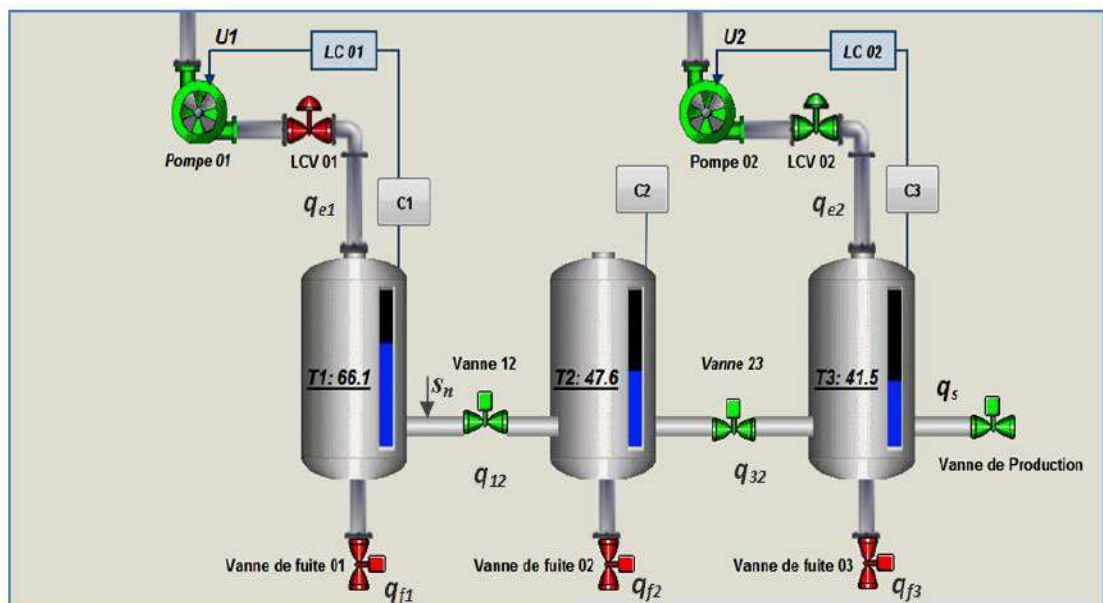 U1
LC 01
U2
LC 02
Pompe 01
LCV 01
Pompe 02
LCV 02
C1
C2
C3
qe1
qe2
Vanne 12
Vanne 23
T1: 66.1
T2: 47.6
T3: 41.5
sn
qs
q12
q32
Vanne de Production
Vanne de fuite 01
Vanne de fuite 02
Vanne de fuite 03
qf1
qf2
qf3